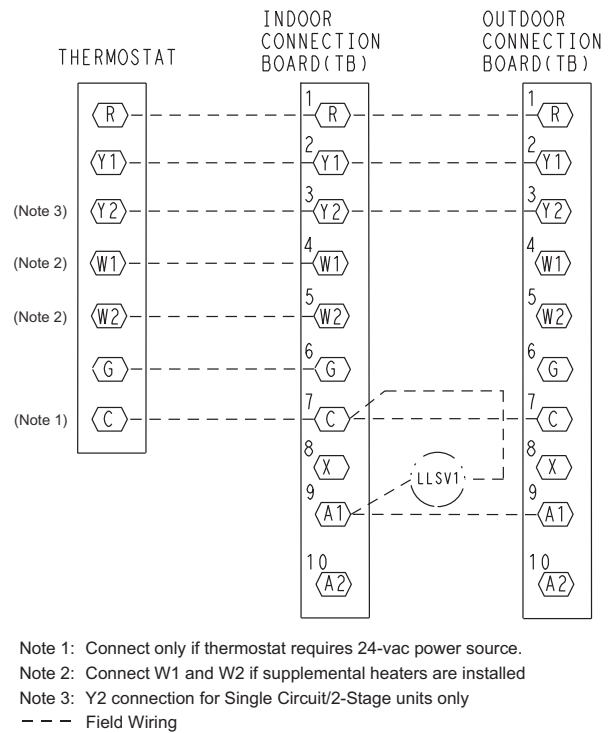 THERMOSTAT
INDOOR
CONNECTION
BOARD(TB)
OUTDOOR
CONNECTION
BOARD(TB)
R
1
R
1
R
Y1
2
Y1
2
Y1
(Note 3)
Y2
3
Y2
3
Y2
(Note 2)
W1
4
W1
4
W1
(Note 2)
W2
5
W2
5
W2
G
6
G
6
G
(Note 1)
C
7
C
7
C
8
X
8
X
LLSV1
9
A1
9
A1
10
A2
10
A2
Note 1: Connect only if thermostat requires 24-vac power source.
Note 2: Connect W1 and W2 if supplemental heaters are installed
Note 3: Y2 connection for Single Circuit/2-Stage units only
Field Wiring